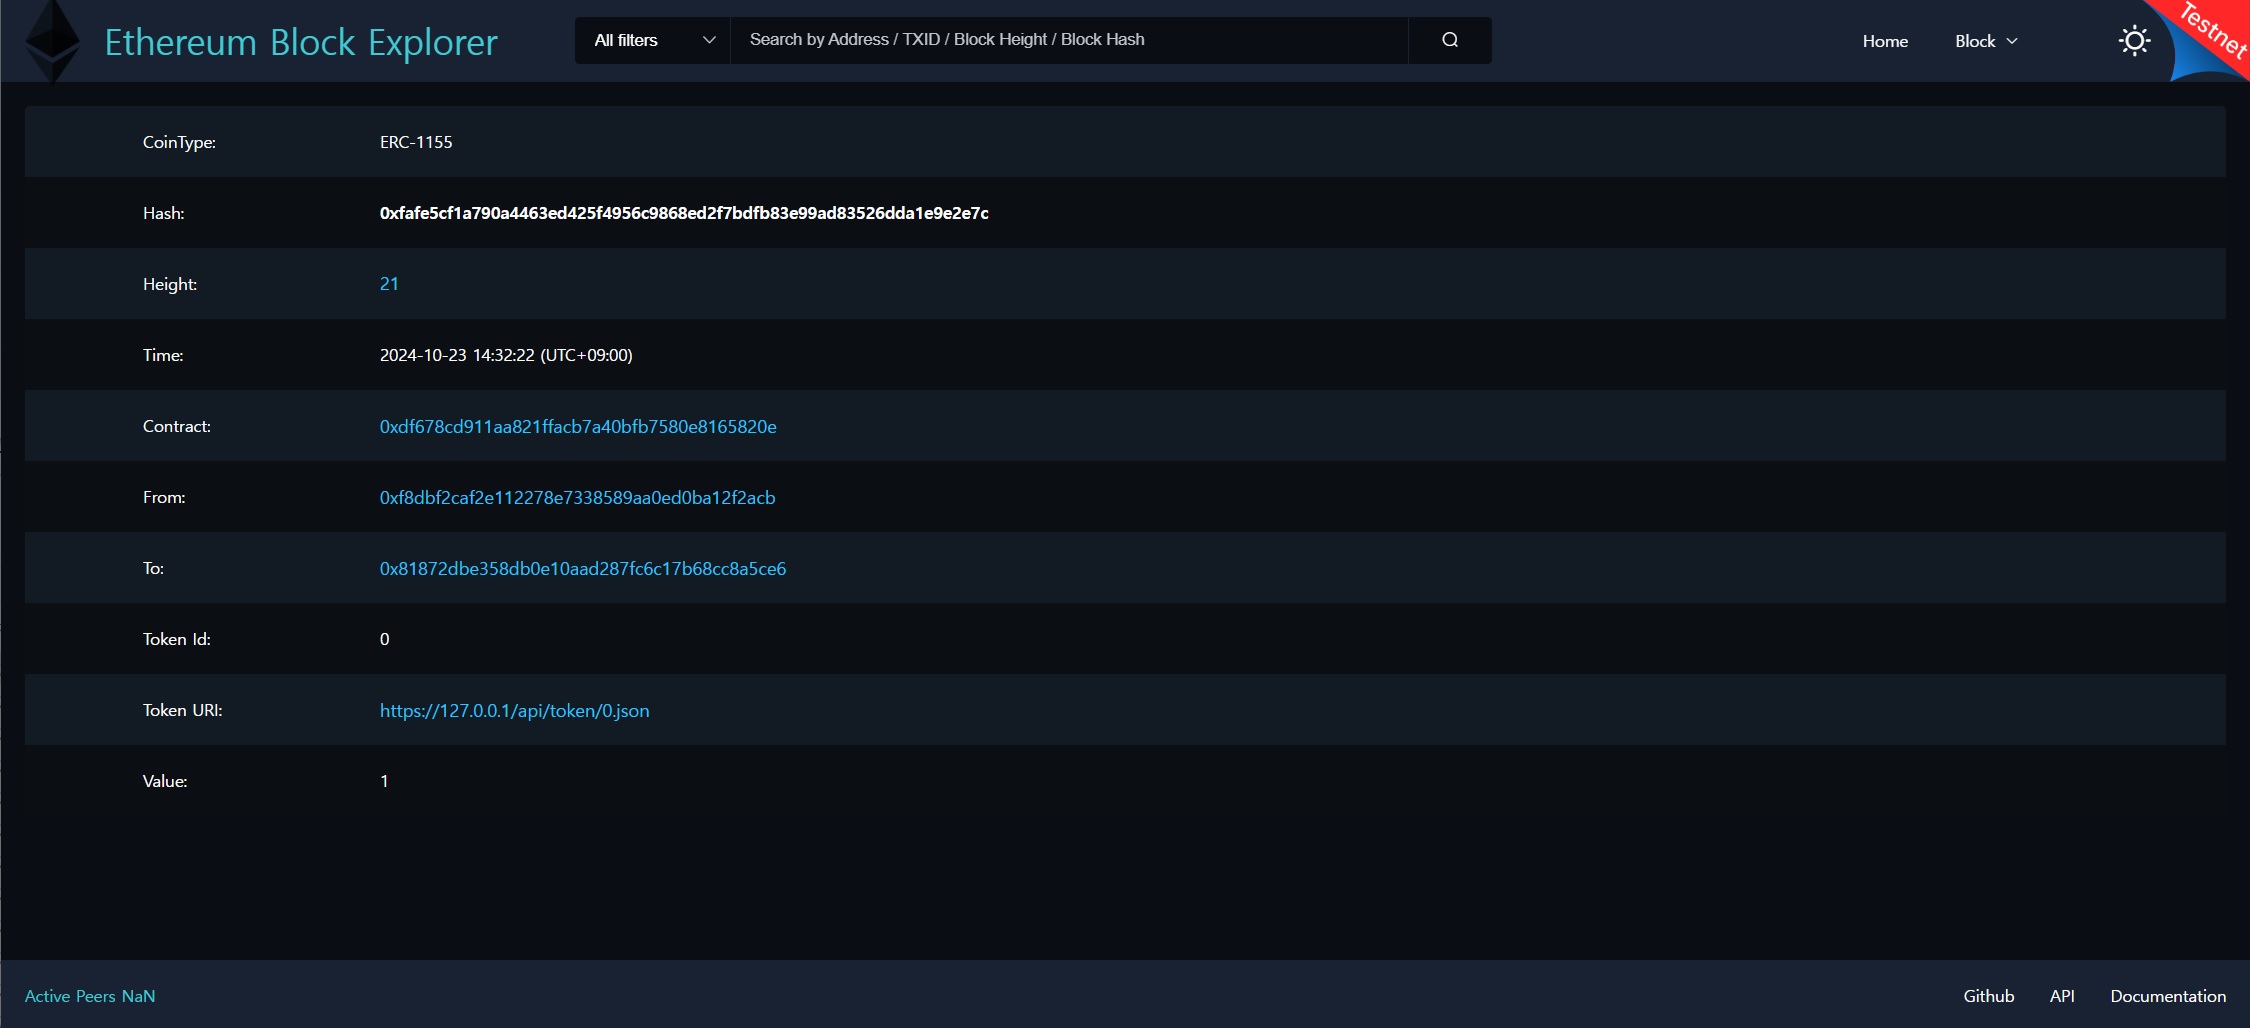 Ethereum Block Explorer
All filters
Search by Address / TXID / Block Height / Block Hash
Home
Block
Testnet
CoinType: ERC-1155
Hash: 0xfafe5cf1a790a4463ed425f4956c9868ed2f7bdfb83e99ad83526dda1e9e2e7c
Height: 21
Time: 2024-10-23 14:32:22 (UTC+09:00)
Contract: 0xdf678cd911aa821ffacb7a40bfb7580e8165820e
From: 0xf8dbf2caf2e112278e7338589aa0ed0ba12f2acb
To: 0x81872dbe358db0e10aad287fc6c17b68cc8a5ce6
Token Id: 0
Token URI: https://127.0.0.1/api/token/0.json
Value: 1
Active Peers NaN
Github
API
Documentation